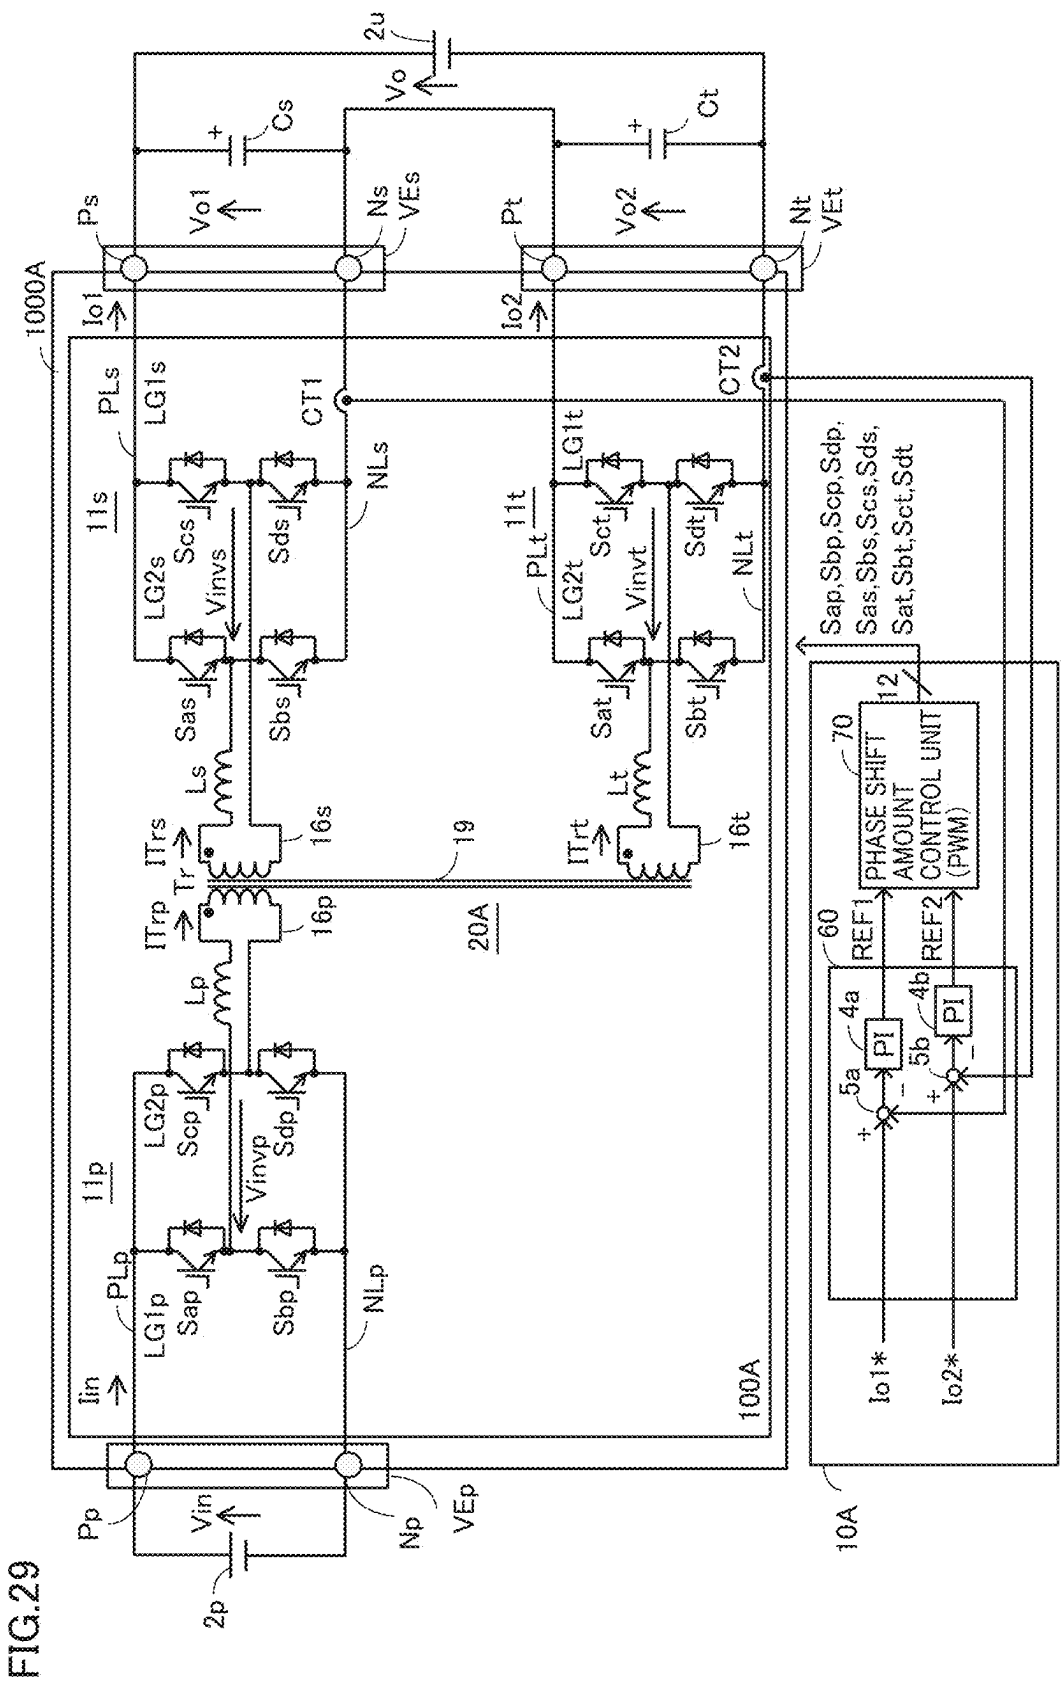 FIG.29
1000A
Pp
Vin
2p
Np
VEp
Iin
PLp
LG1p
11p
LG2p
Sap
Sbp
Scp
Sdp
Vinvp
NLp
Lp
ITrp
Tr
ITrs
16p
16s
19
20A
Ls
Sas
Sbs
LG2s
Vinvs
11s
Scs
Sds
PLs
LG1s
NLs
CT1
Io1
Ps
Vo1
Ns
VEs
+
Cs
Vo
2u
ITrt
16t
Lt
Sat
Sbt
PLt
LG2t
Vinvt
11t
LG1t
Sct
Sdt
NLt
CT2
Io2
Pt
Vo2
Nt
VEt
+
Ct
100A
10A
Io1*
Io2*
60
+
5a
−
+
5b
−
4a
PI
4b
PI
REF1
REF2
70
PHASE SHIFT
AMOUNT
CONTROL UNIT
(PWM)
12
Sap,Sbp,Scp,Sdp,
Sas,Sbs,Scs,Sds,
Sat,Sbt,Sct,Sdt